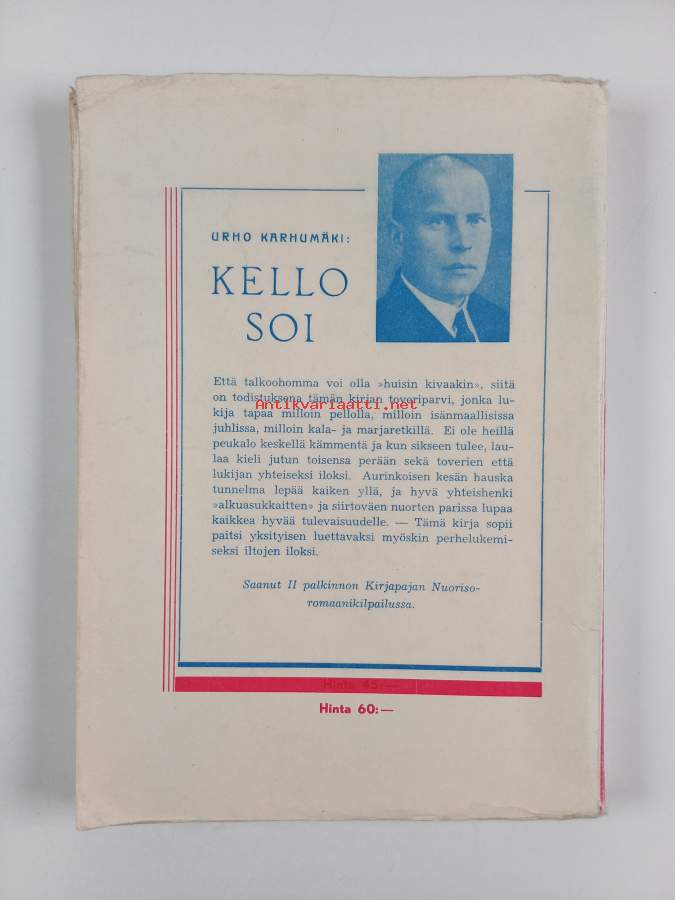 URHO KARHUMÄKI:
KELLO
SOI
Että talkoohomma voi olla »huisin kivaakin», siitä
on todistuksena tämän kirjan toveriparvi, jonka lu-
Antikvariaatit.net
kija tapaa milloin pellolla, milloin isänmaallisissa
juhlissa, milloin kala- ja marjaretkillä. Ei ole heillä
peukalo keskellä kämmentä ja kun sikseen tulee, lau-
laa kieli jutun toisensa perään sekä toverien että
lukijan yhteiseksi iloksi. Aurinkoisen kesän hauska
tunnelma lepää kaiken yllä, ja hyvä yhteishenki
»alkuasukkaitten» ja siirtoväen nuorten parissa lupaa
kaikkea hyvää tulevaisuudelle. — Tämä kirja sopii
paitsi yksityisen luettavaksi myöskin perhelukemi-
seksi iltojen iloksi.
Saanut II palkinnon Kirjapajan Nuoriso-
romaanikilpailussa.
Hinta 45:—
Hinta 60:—